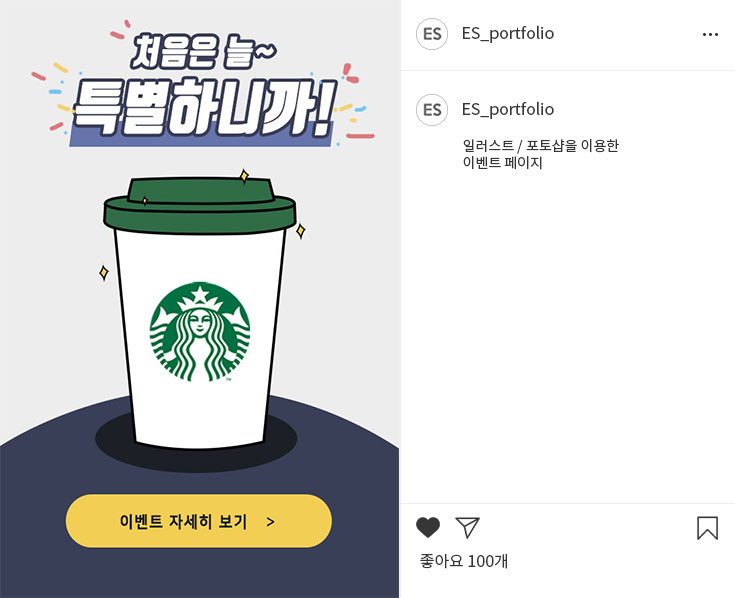 처음은 늘~
특별하니까!
TM
이벤트 자세히 보기 >
ES ES_portfolio
ES ES_portfolio
일러스트 / 포토샵을 이용한
이벤트 페이지
좋아요 100개